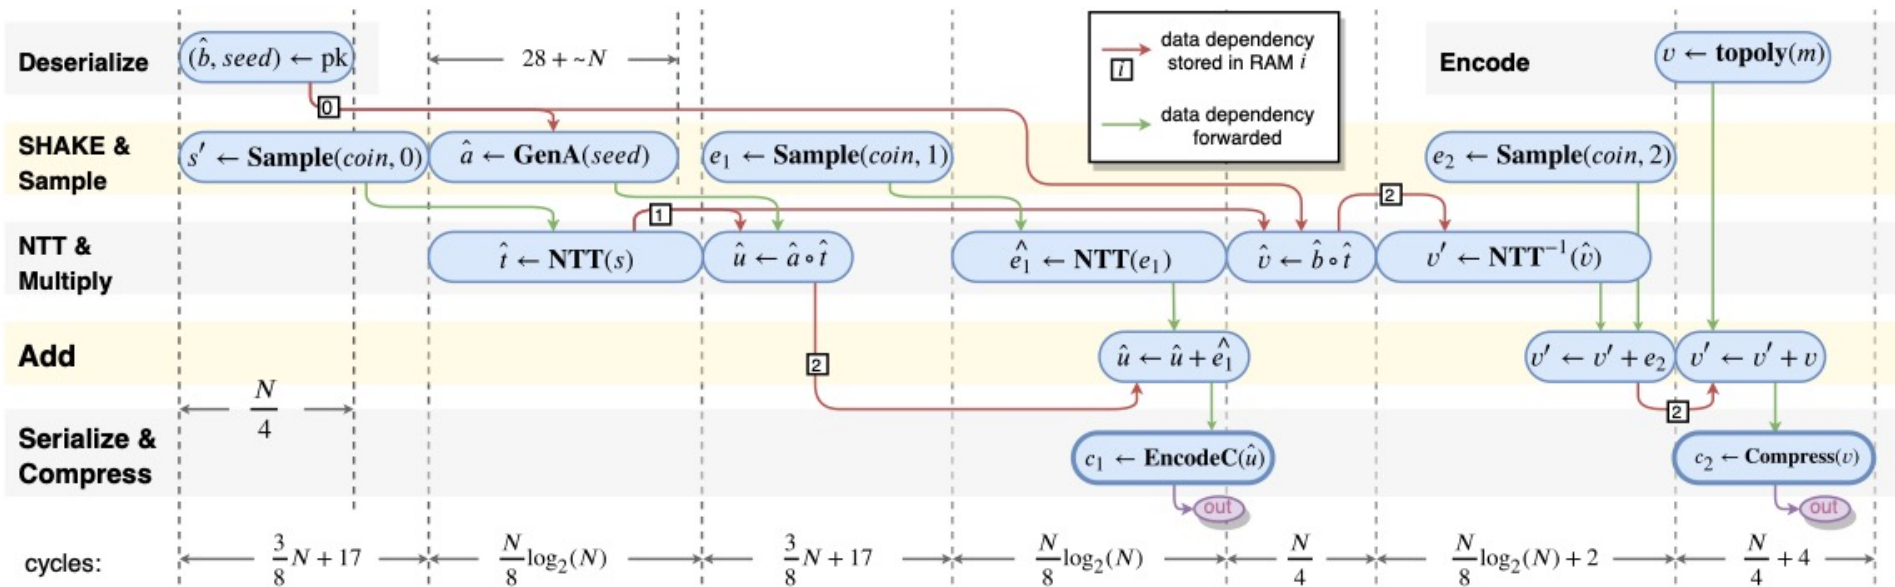 Deserialize
(b̂, seed) ← pk
28 + ~N
data dependency
stored in RAM i
i
data dependency
forwarded
Encode
v ← topoly(m)
0
SHAKE &
Sample
s′ ← Sample(coin, 0)
â ← GenA(seed)
e₁ ← Sample(coin, 1)
e₂ ← Sample(coin, 2)
1
2
NTT &
Multiply
t̂ ← NTT(s)
û ← â ∘ t̂
ê₁ ← NTT(e₁)
v̂ ← b̂ ∘ t̂
v′ ← NTT⁻¹(v̂)
Add
2
û ← û + ê₁
v′ ← v′ + e₂
v′ ← v′ + v
N
4
2
Serialize &
Compress
c₁ ← EncodeC(û)
c₂ ← Compress(v)
out
out
cycles:
3/8 N + 17
N/8 log₂(N)
3/8 N + 17
N/8 log₂(N)
N/4
N/8 log₂(N) + 2
N/4 + 4